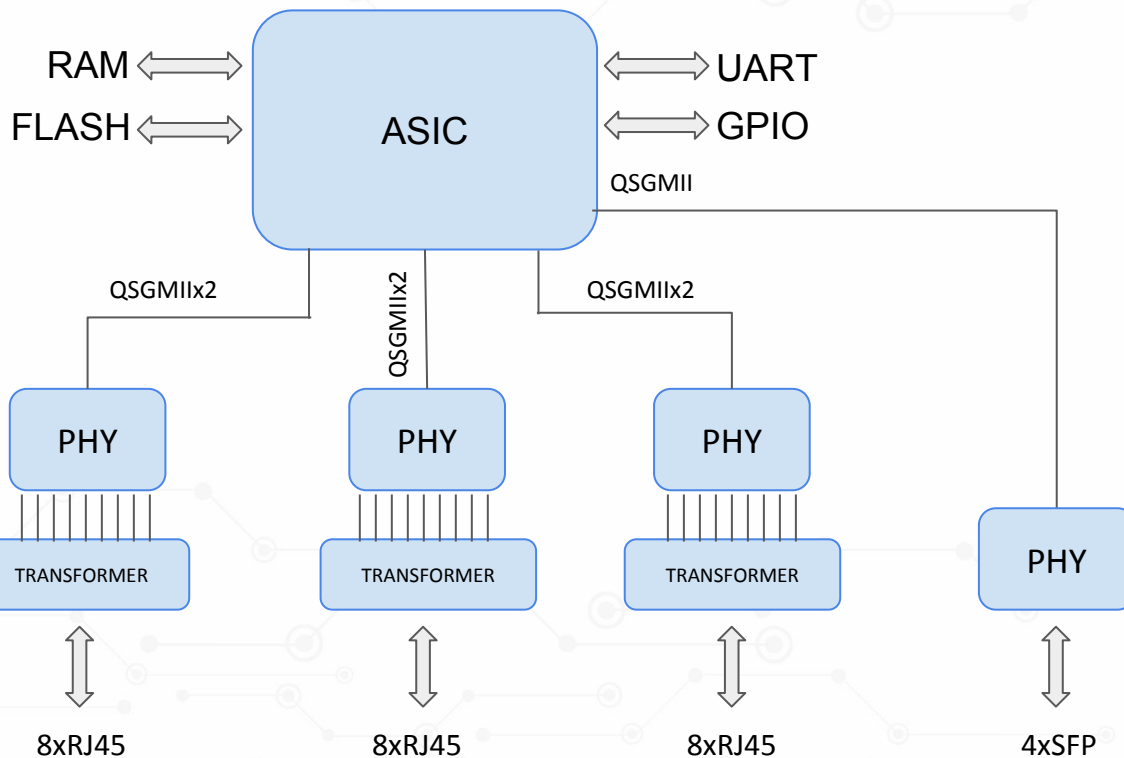 RAM
UART
FLASH
ASIC
GPIO
QSGMII
QSGMIIx2
QSGMIIx2
QSGMIIx2
PHY
PHY
PHY
PHY
TRANSFORMER
TRANSFORMER
TRANSFORMER
8xRJ45
8xRJ45
8xRJ45
4xSFP